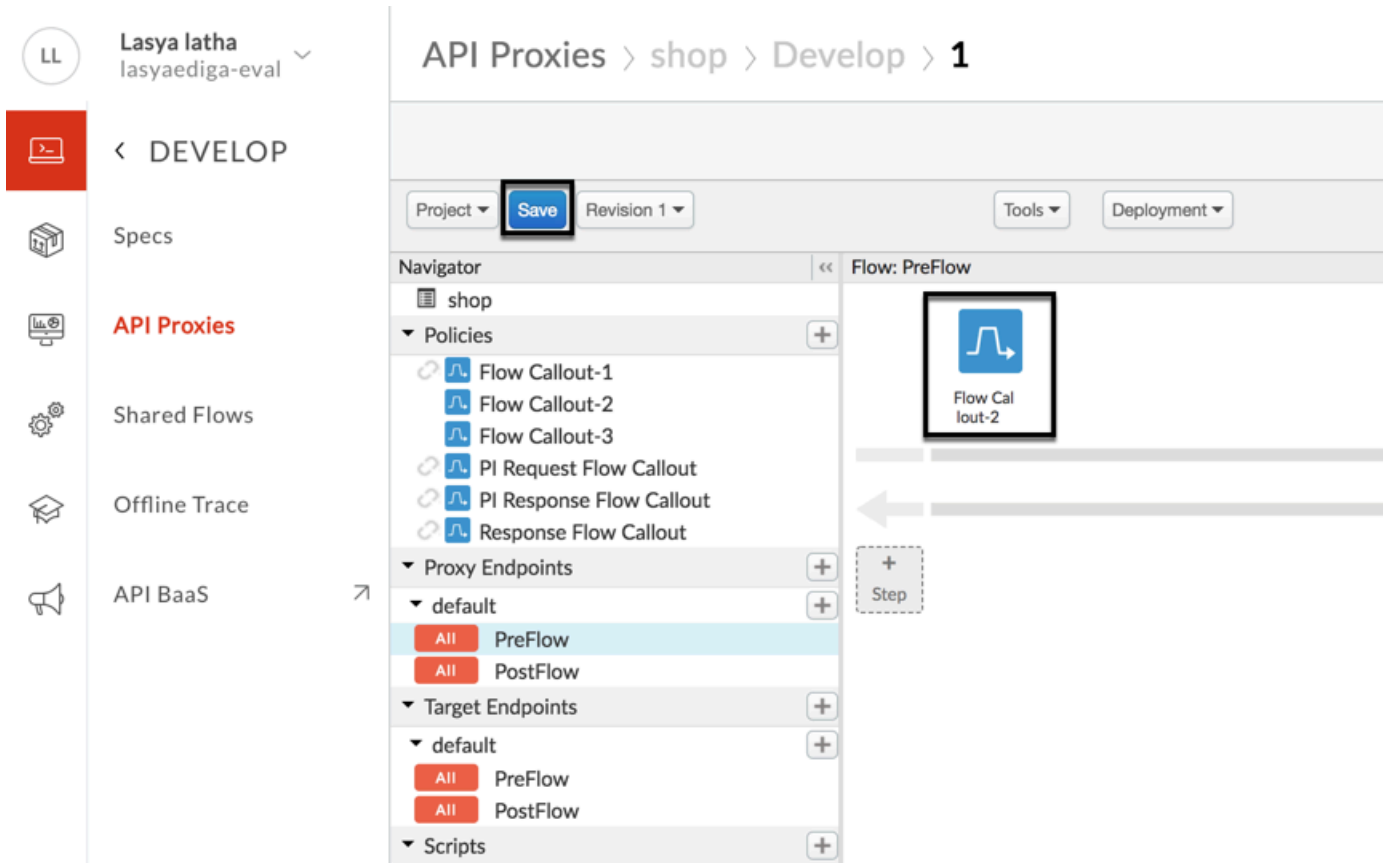 LL
Lasya latha
lasyaediga-eval
API Proxies > shop > Develop > 1
< DEVELOP
Specs
API Proxies
Shared Flows
Offline Trace
API BaaS
Project
Save
Revision 1
Tools
Deployment
Navigator
shop
Policies
Flow Callout-1
Flow Callout-2
Flow Callout-3
PI Request Flow Callout
PI Response Flow Callout
Response Flow Callout
Proxy Endpoints
default
All PreFlow
All PostFlow
Target Endpoints
default
All PreFlow
All PostFlow
Scripts
Flow: PreFlow
Flow Cal
lout-2
+
Step